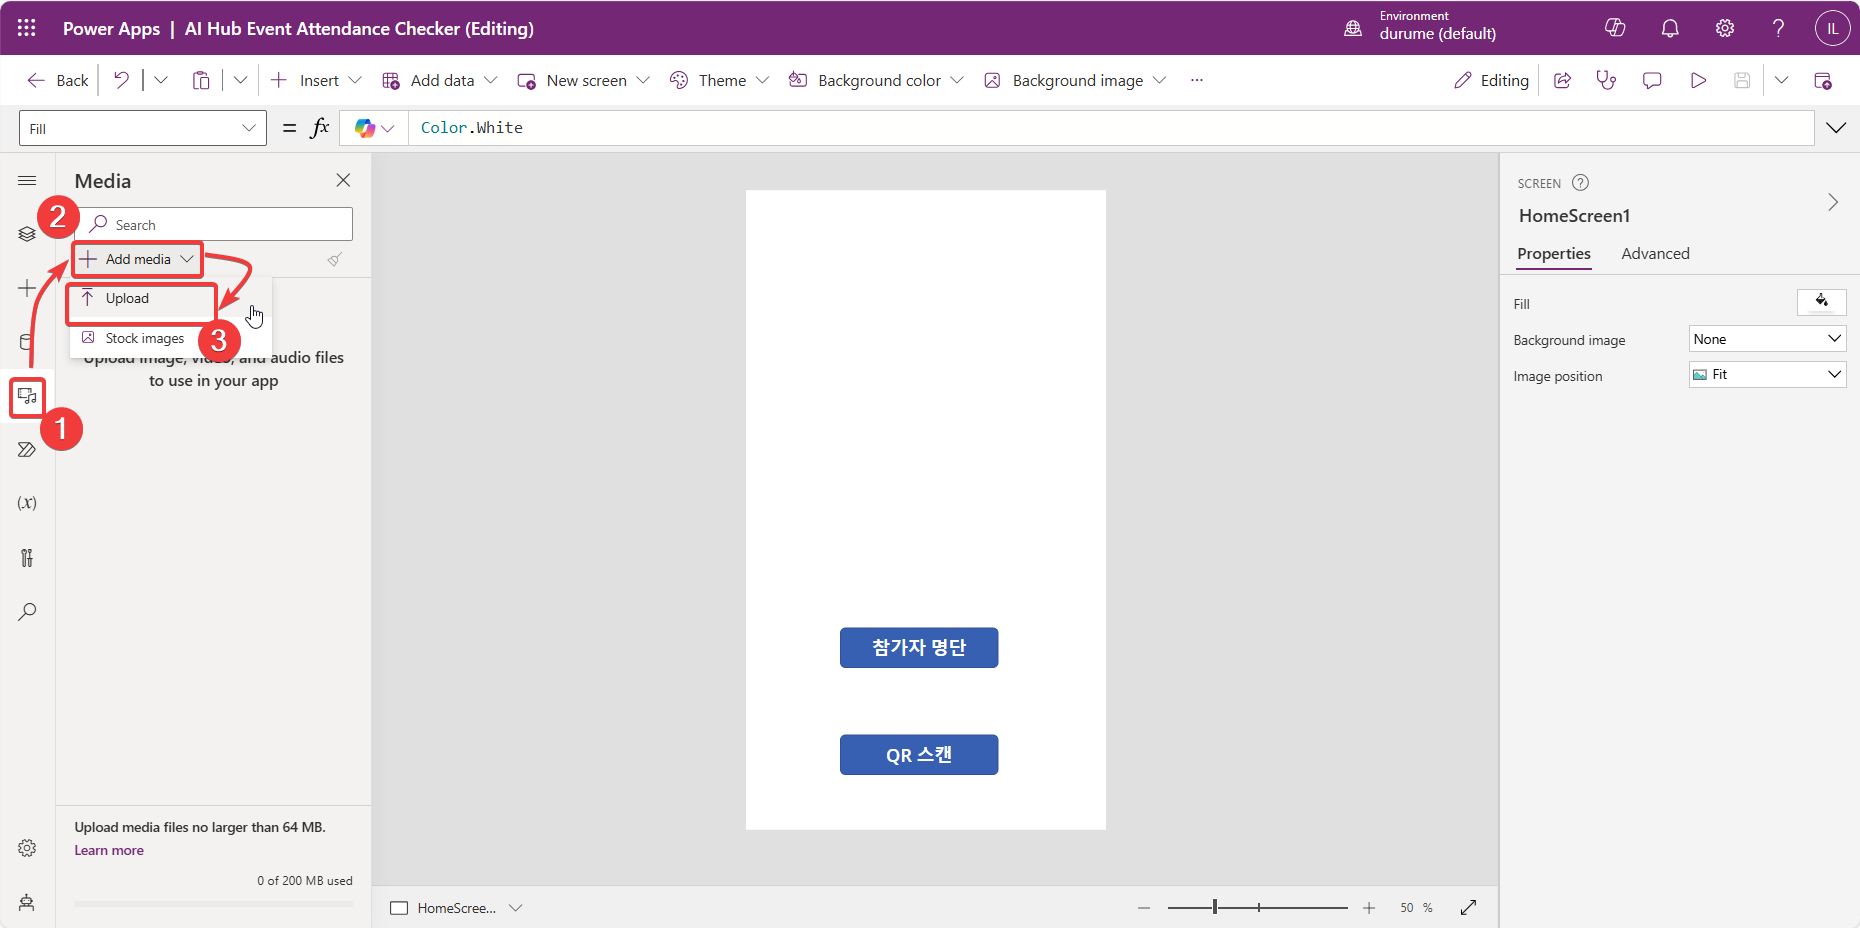 Power Apps | AI Hub Event Attendance Checker (Editing)
Environment
durume (default)
IL
Back
Insert
Add data
New screen
Theme
Background color
Background image
...
Editing
Fill
= fx
Color.White
Media
Search
2
Add media
Upload
Stock images
3
Upload image, video, and audio files
to use in your app
1
(x)
Upload media files no larger than 64 MB.
Learn more
0 of 200 MB used
참가자 명단
QR 스캔
HomeScree...
50 %
SCREEN
HomeScreen1
Properties
Advanced
Fill
Background image
None
Image position
Fit